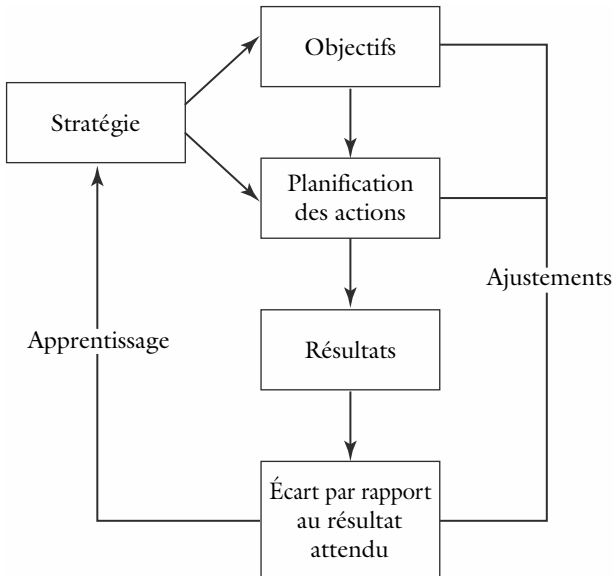 Objectifs
Stratégie
Planification
des actions
Ajustements
Apprentissage
Résultats
Écart par rapport
au résultat
attendu